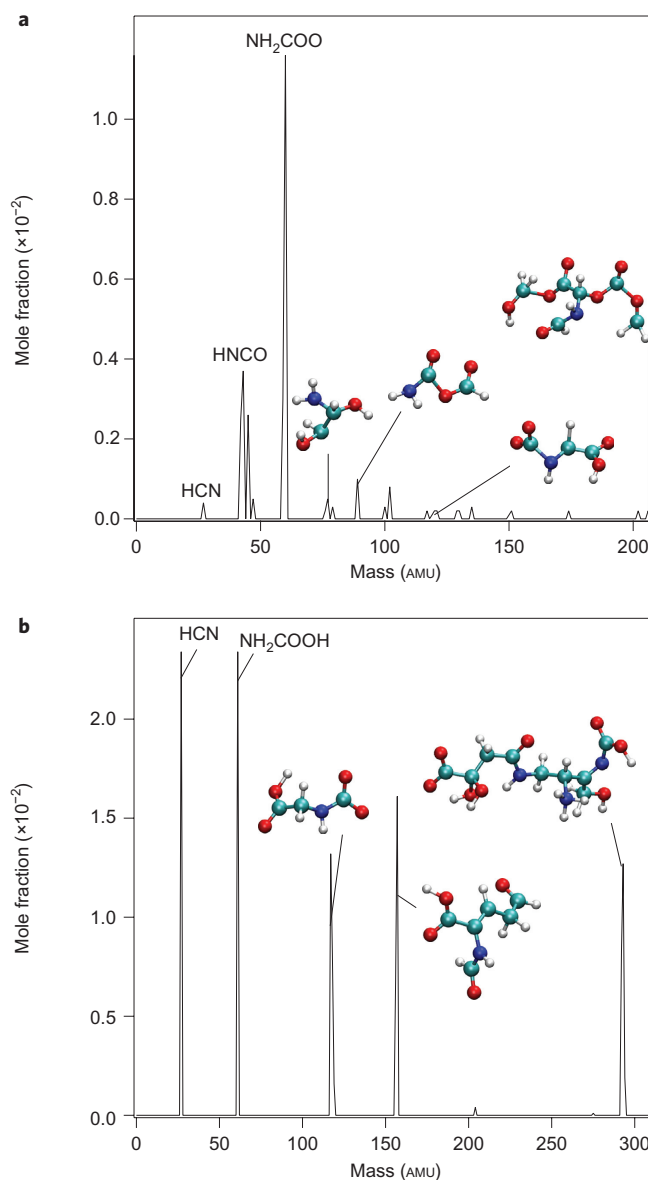 a
NH₂COO
1.0
0.8
0.6
0.4
0.2
0.0
Mole fraction (×10⁻²)
HNCO
HCN
0
50
100
150
200
Mass (AMU)
b
HCN
NH₂COOH
2.0
1.5
1.0
0.5
0.0
Mole fraction (×10⁻²)
0
50
100
150
200
250
300
Mass (AMU)